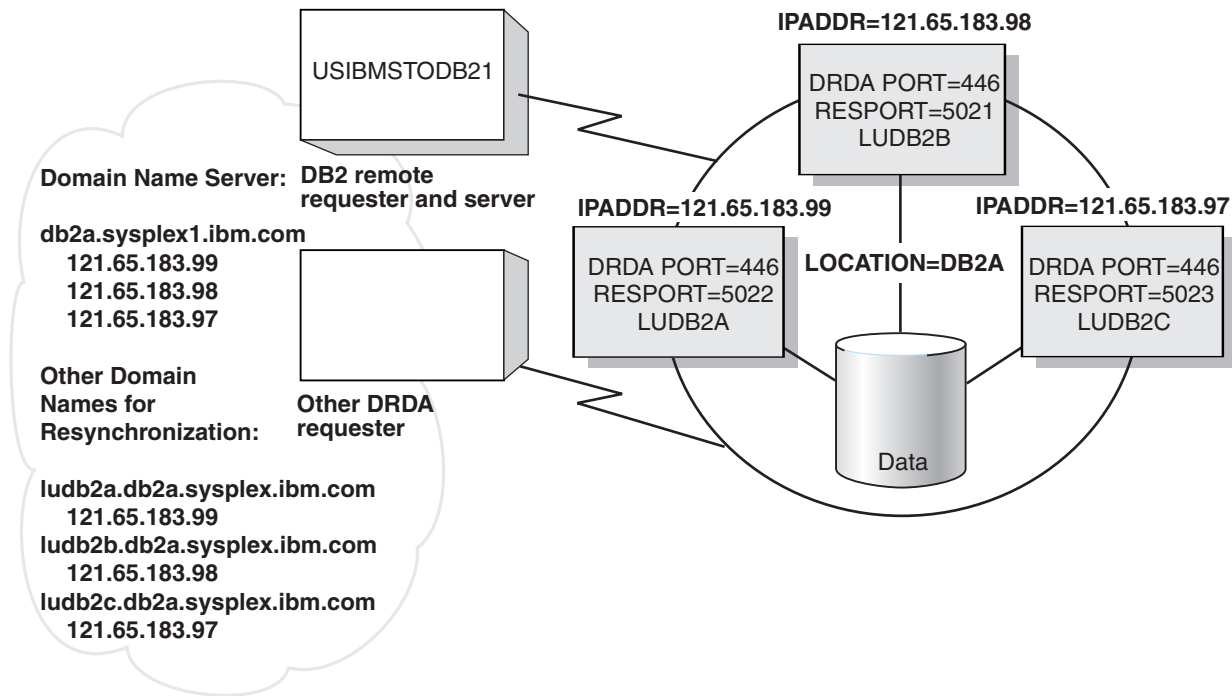 USIBMSTODB21
DB2 remote
requester and server
Other DRDA
requester
Domain Name Server:
db2a.sysplex1.ibm.com
121.65.183.99
121.65.183.98
121.65.183.97
Other Domain
Names for
Resynchronization:
ludb2a.db2a.sysplex.ibm.com
121.65.183.99
ludb2b.db2a.sysplex.ibm.com
121.65.183.98
ludb2c.db2a.sysplex.ibm.com
121.65.183.97
IPADDR=121.65.183.98
DRDA PORT=446
RESPORT=5021
LUDB2B
IPADDR=121.65.183.99
DRDA PORT=446
RESPORT=5022
LUDB2A
LOCATION=DB2A
IPADDR=121.65.183.97
DRDA PORT=446
RESPORT=5023
LUDB2C
Data